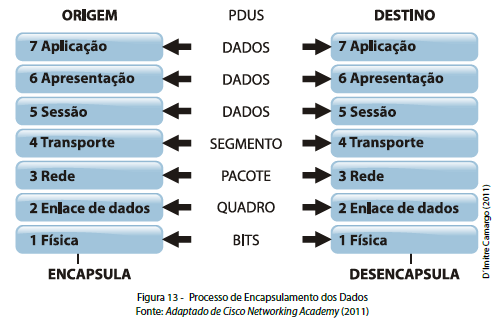 ORIGEM PDUS DESTINO
7 Aplicação DADOS 7 Aplicação
6 Apresentação DADOS 6 Apresentação
5 Sessão DADOS 5 Sessão
4 Transporte SEGMENTO 4 Transporte
3 Rede PACOTE 3 Rede
2 Enlace de dados QUADRO 2 Enlace de dados
1 Física BITS 1 Física
ENCAPSULA DESENCAPSULA
D'Imitre Camargo (2011)
Figura 13 - Processo de Encapsulamento dos Dados
Fonte: Adaptado de Cisco Networking Academy (2011)